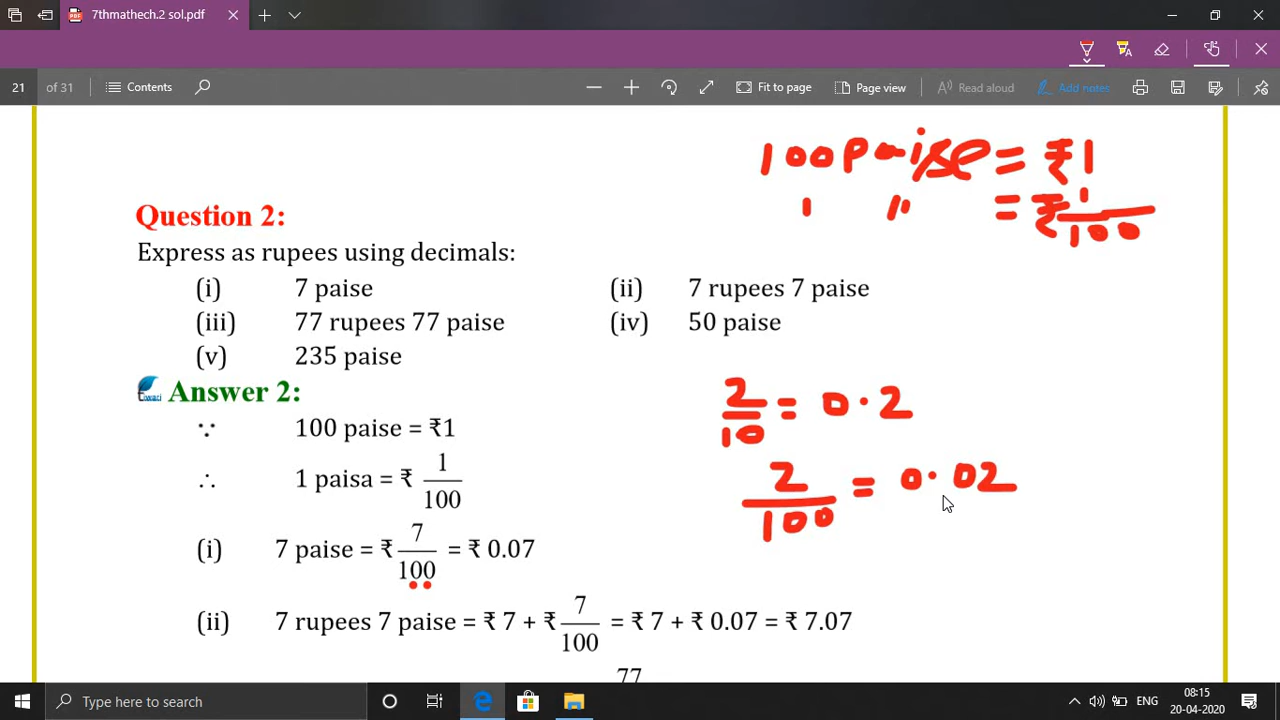 7thmathech.2 sol.pdf
21 of 31 Contents Fit to page Page view Read aloud Add notes
100 Paise = ₹1
1 〃 = ₹ 1/100
Question 2:
Express as rupees using decimals:
(i) 7 paise (ii) 7 rupees 7 paise
(iii) 77 rupees 77 paise (iv) 50 paise
(v) 235 paise
Answer 2:
2/10 = 0.2
∵ 100 paise = ₹1
∴ 1 paisa = ₹ 1/100
2/100 = 0.02
(i) 7 paise = ₹ 7/100 = ₹ 0.07
(ii) 7 rupees 7 paise = ₹ 7 + ₹ 7/100 = ₹ 7 + ₹ 0.07 = ₹ 7.07
77
Type here to search ENG 08:15
20-04-2020